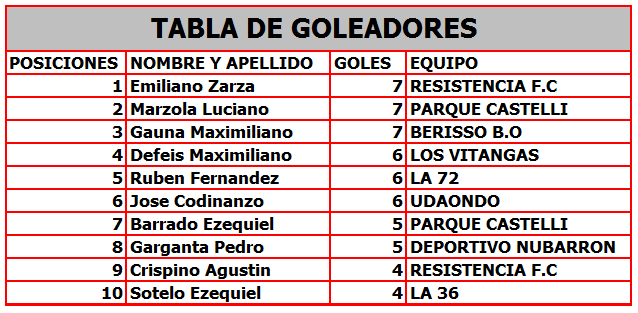 TABLA DE GOLEADORES
POSICIONES NOMBRE Y APELLIDO GOLES EQUIPO
1 Emiliano Zarza 7 RESISTENCIA F.C
2 Marzola Luciano 7 PARQUE CASTELLI
3 Gauna Maximiliano 7 BERISSO B.O
4 Defeis Maximiliano 6 LOS VITANGAS
5 Ruben Fernandez 6 LA 72
6 Jose Codinanzo 6 UDAONDO
7 Barrado Ezequiel 5 PARQUE CASTELLI
8 Garganta Pedro 5 DEPORTIVO NUBARRON
9 Crispino Agustin 4 RESISTENCIA F.C
10 Sotelo Ezequiel 4 LA 36